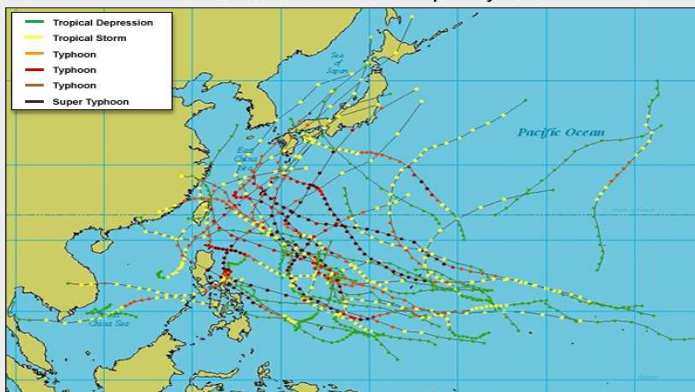 Tropical Depression
Tropical Storm
Typhoon
Typhoon
Typhoon
Super Typhoon
Sea
of
Japan
Pacific Ocean
East
China
Sea
China Sea